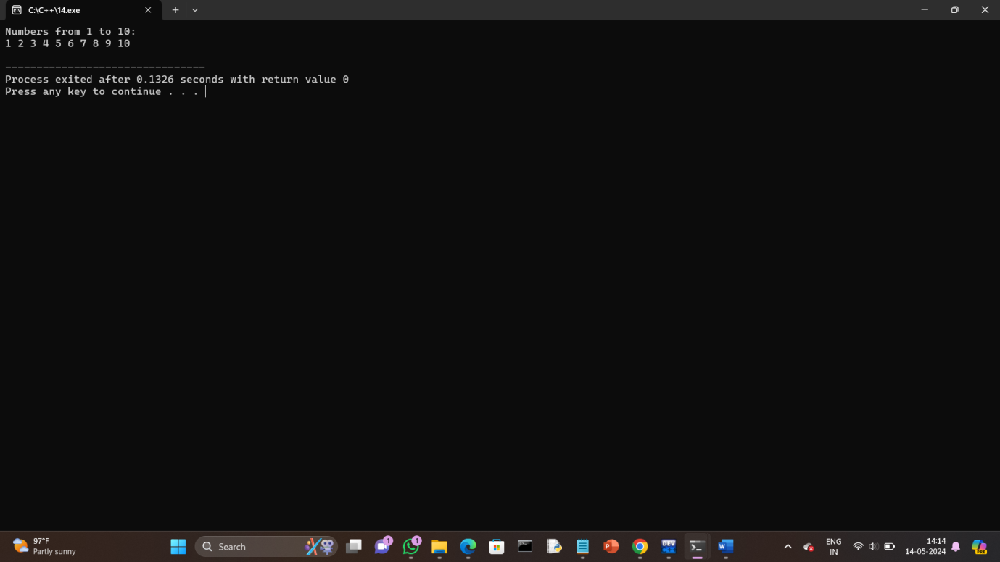 C:\C++\14.exe
Numbers from 1 to 10:
1 2 3 4 5 6 7 8 9 10
--------------------------------
Process exited after 0.1326 seconds with return value 0
Press any key to continue . . .
97°F
Partly sunny
Search
1
1
DEV
ENG
IN
14:14
14-05-2024
PRE